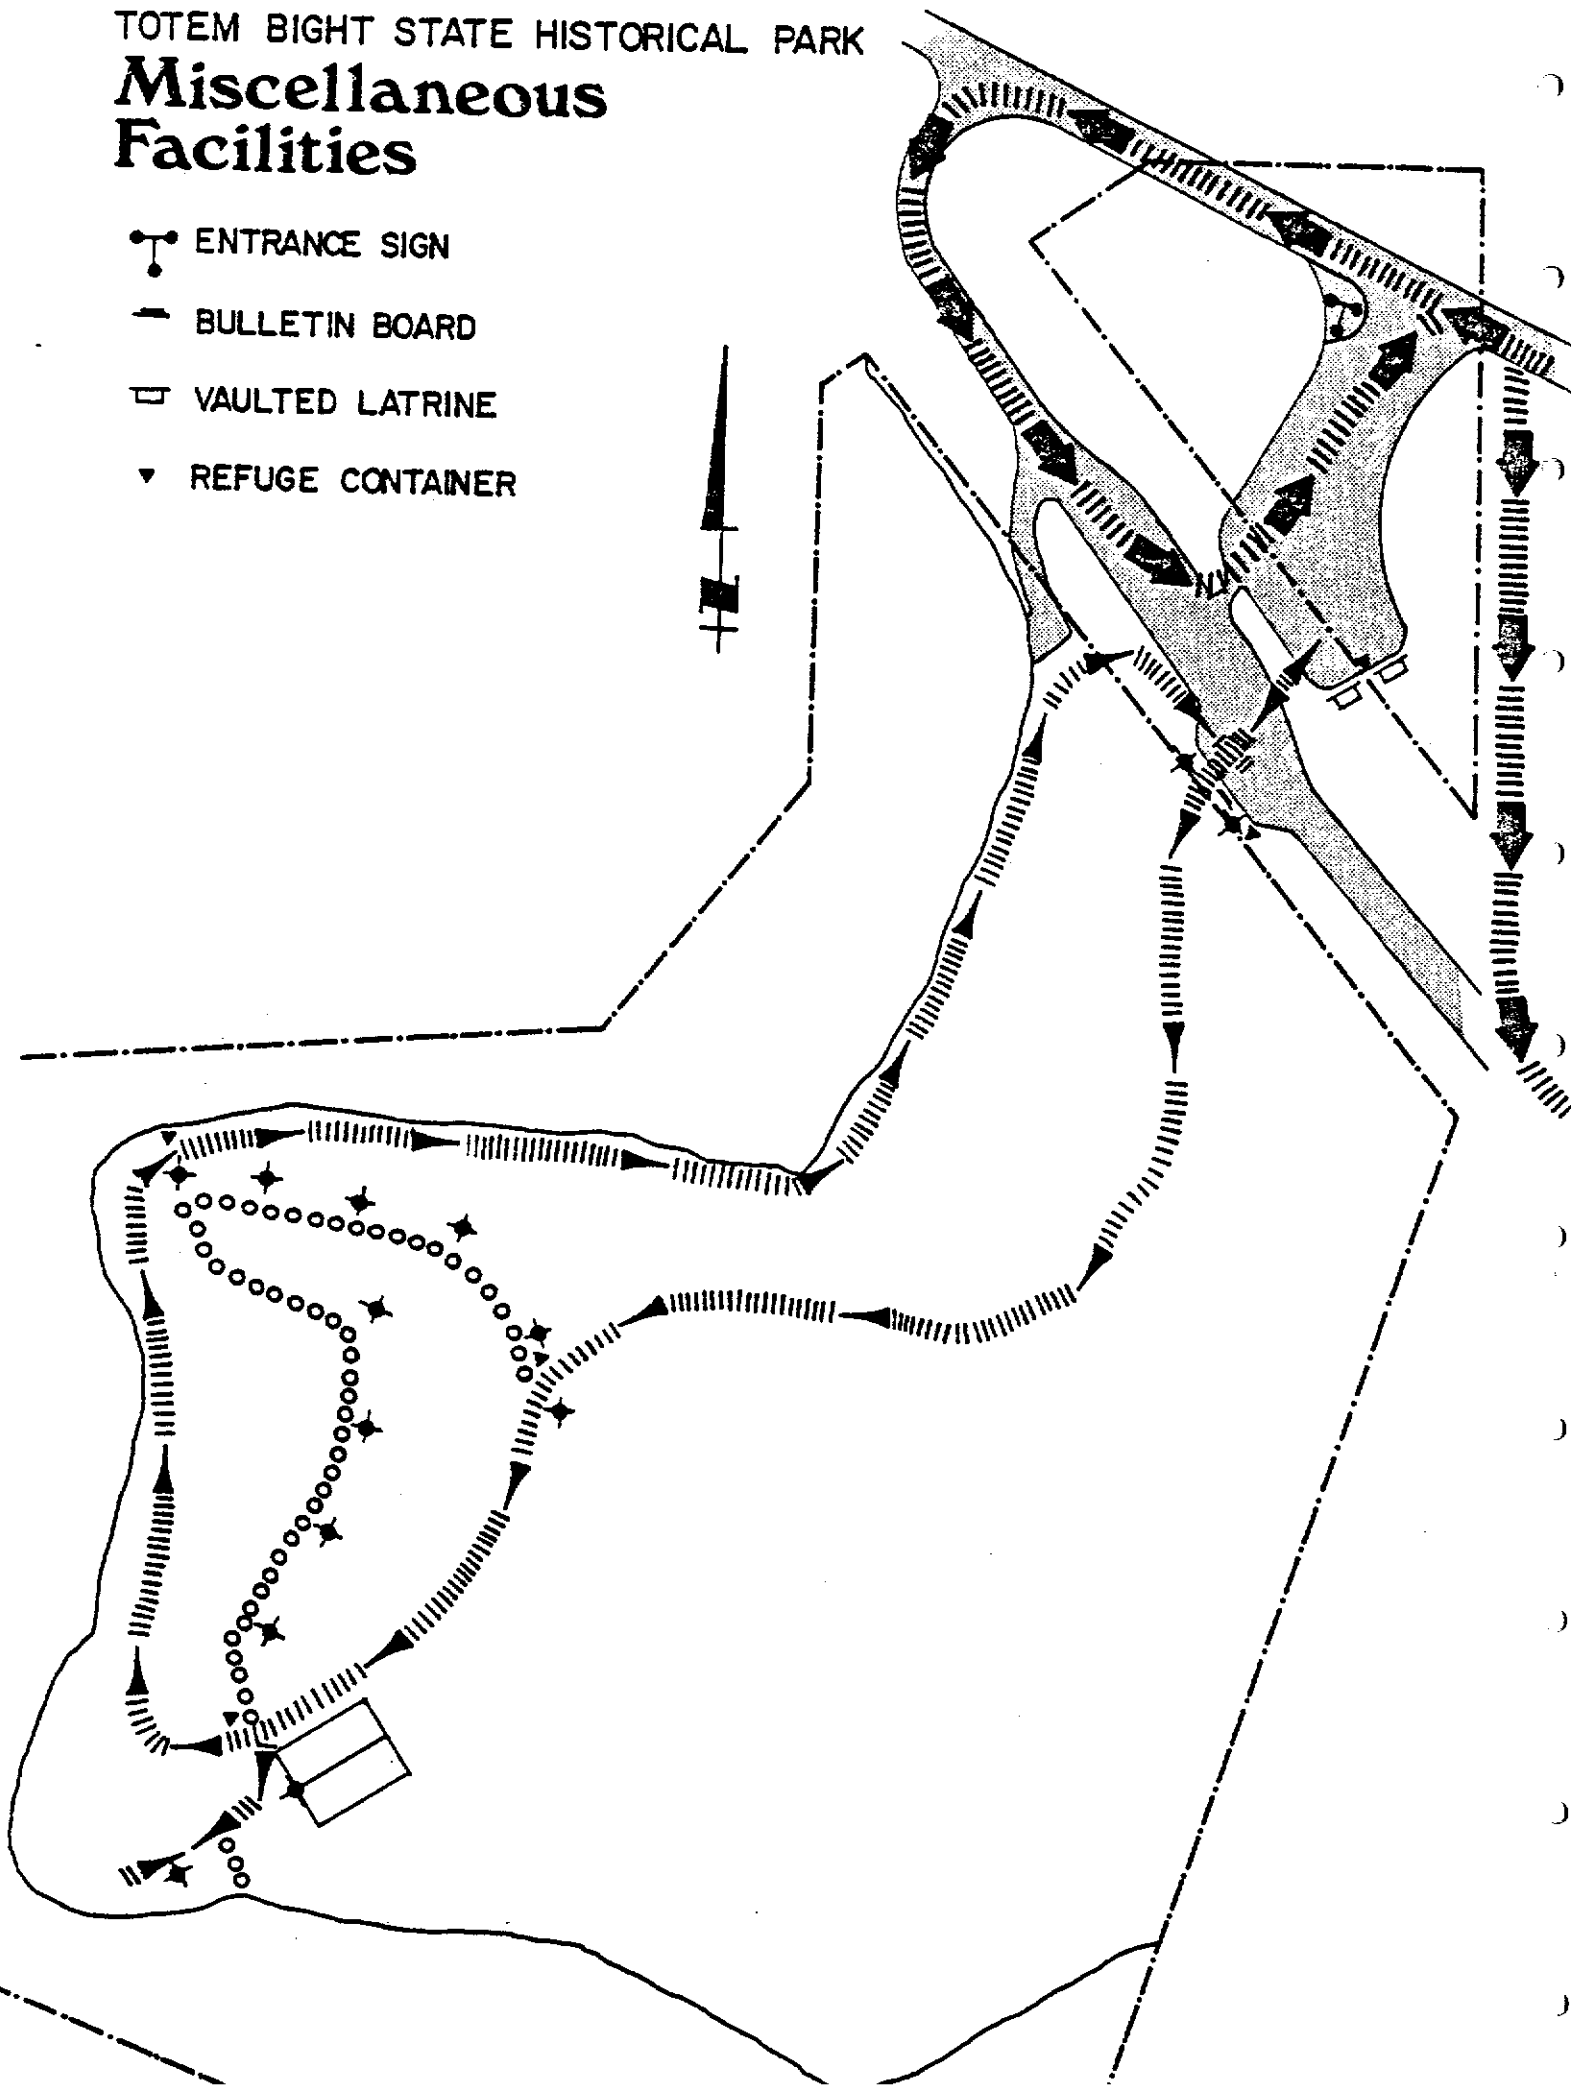 TOTEM BIGHT STATE HISTORICAL PARK
Miscellaneous
Facilities
ENTRANCE SIGN
BULLETIN BOARD
VAULTED LATRINE
REFUGE CONTAINER